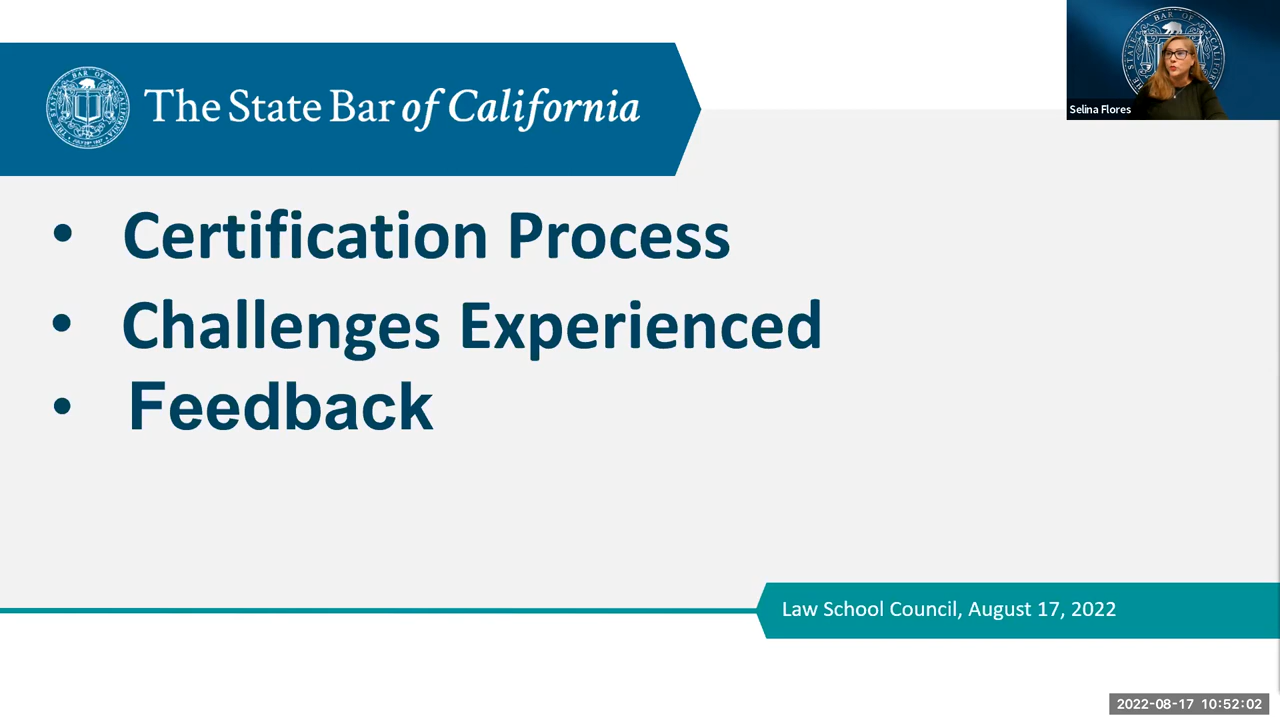 The State Bar of California
Selina Flores
• Certification Process
• Challenges Experienced
• Feedback
Law School Council, August 17, 2022
2022-08-17 10:52:02